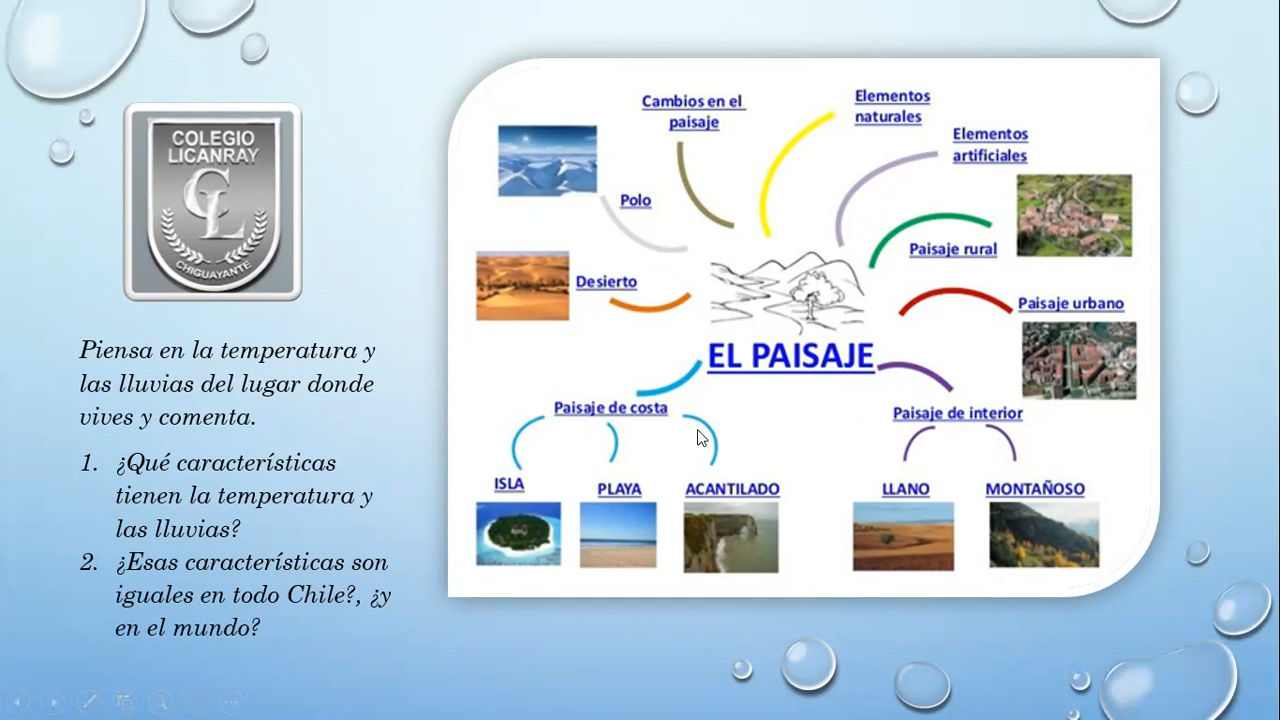 COLEGIO
LICANRAY
CL
CHIGUAYANTE
Piensa en la temperatura y
las lluvias del lugar donde
vives y comenta.
1. ¿Qué características
tienen la temperatura y
las lluvias?
2. ¿Esas características son
iguales en todo Chile?, ¿y
en el mundo?
Cambios en el
paisaje
Elementos
naturales
Elementos
artificiales
Polo
Paisaje rural
Desierto
Paisaje urbano
EL PAISAJE
Paisaje de costa
Paisaje de interior
ISLA
PLAYA
ACANTILADO
LLANO
MONTAÑOSO